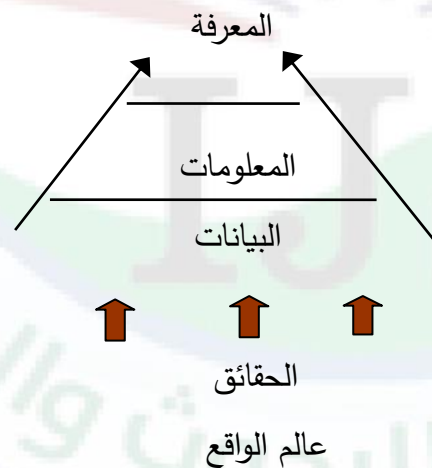 المعرفة
المعلومات
البيانات
الحقائق
عالم الواقع